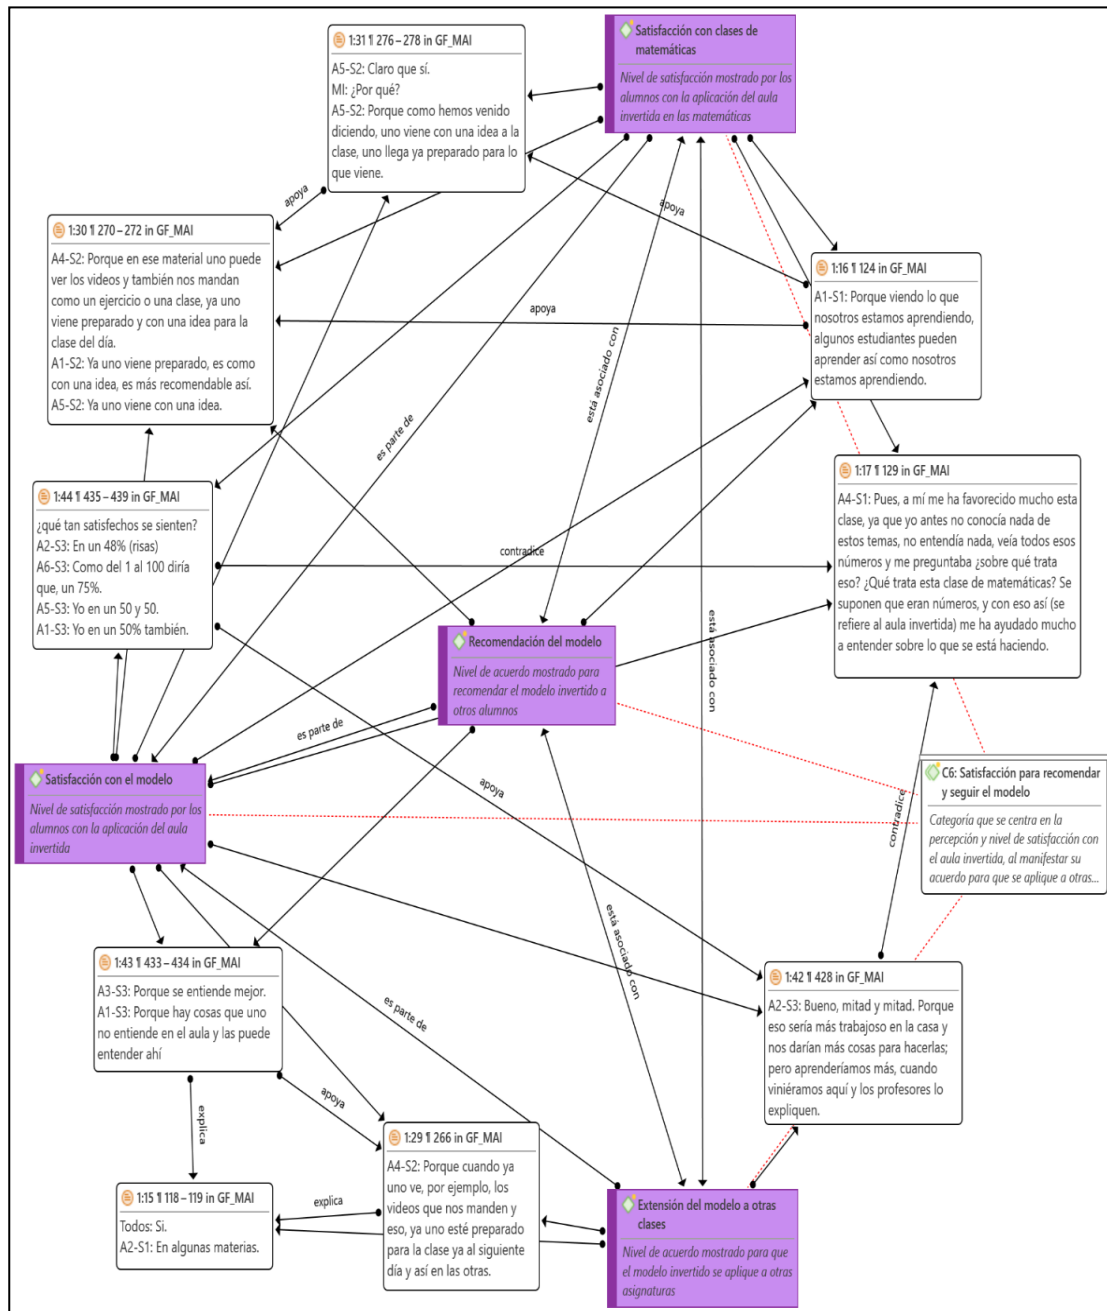 1:31 ¶ 276 – 278 in GF_MAI
A5-S2: Claro que sí.
MI: ¿Por qué?
A5-S2: Porque como hemos venido
diciendo, uno viene con una idea a la
clase, uno llega ya preparado para lo
que viene.
Satisfacción con clases de
matemáticas
Nivel de satisfacción mostrado por los
alumnos con la aplicación del aula
invertida en las matemáticas
apoya
apoya
1:30 ¶ 270 – 272 in GF_MAI
A4-S2: Porque en ese material uno puede
ver los videos y también nos mandan
como un ejercicio o una clase, ya uno
viene preparado y con una idea para la
clase del día.
A1-S2: Ya uno viene preparado, es como
con una idea, es más recomendable así.
A5-S2: Ya uno viene con una idea.
1:16 ¶ 124 in GF_MAI
A1-S1: Porque viendo lo que
nosotros estamos aprendiendo,
algunos estudiantes pueden
aprender así como nosotros
estamos aprendiendo.
apoya
está asociado con
es parte de
1:17 ¶ 129 in GF_MAI
A4-S1: Pues, a mí me ha favorecido mucho esta
clase, ya que yo antes no conocía nada de
estos temas, no entendía nada, veía todos esos
números y me preguntaba ¿sobre qué trata
eso? ¿Qué trata esta clase de matemáticas? Se
suponen que eran números, y con eso así (se
refiere al aula invertida) me ha ayudado mucho
a entender sobre lo que se está haciendo.
1:44 ¶ 435 – 439 in GF_MAI
¿qué tan satisfechos se sienten?
A2-S3: En un 48% (risas)
A6-S3: Como del 1 al 100 diría
que, un 75%.
A5-S3: Yo en un 50 y 50.
A1-S3: Yo en un 50% también.
contradice
está asociado con
Recomendación del modelo
Nivel de acuerdo mostrado para
recomendar el modelo invertido a
otros alumnos
es parte de
Satisfacción con el modelo
Nivel de satisfacción mostrado por los
alumnos con la aplicación del aula
invertida
apoya
C6: Satisfacción para recomendar
y seguir el modelo
Categoría que se centra en la
percepción y nivel de satisfacción con
el aula invertida, al manifestar su
acuerdo para que se aplique a otras...
contradice
está asociado con
1:43 ¶ 433 – 434 in GF_MAI
A3-S3: Porque se entiende mejor.
A1-S3: Porque hay cosas que uno
no entiende en el aula y las puede
entender ahí
es parte de
1:42 ¶ 428 in GF_MAI
A2-S3: Bueno, mitad y mitad. Porque
eso sería más trabajoso en la casa y
nos darían más cosas para hacerlas;
pero aprenderíamos más, cuando
viniéramos aquí y los profesores lo
expliquen.
explica
apoya
1:29 ¶ 266 in GF_MAI
A4-S2: Porque cuando ya
uno ve, por ejemplo, los
videos que nos manden y
eso, ya uno esté preparado
para la clase ya al siguiente
día y así en las otras.
explica
1:15 ¶ 118 – 119 in GF_MAI
Todos: Si.
A2-S1: En algunas materias.
Extensión del modelo a otras
clases
Nivel de acuerdo mostrado para que
el modelo invertido se aplique a otras
asignaturas